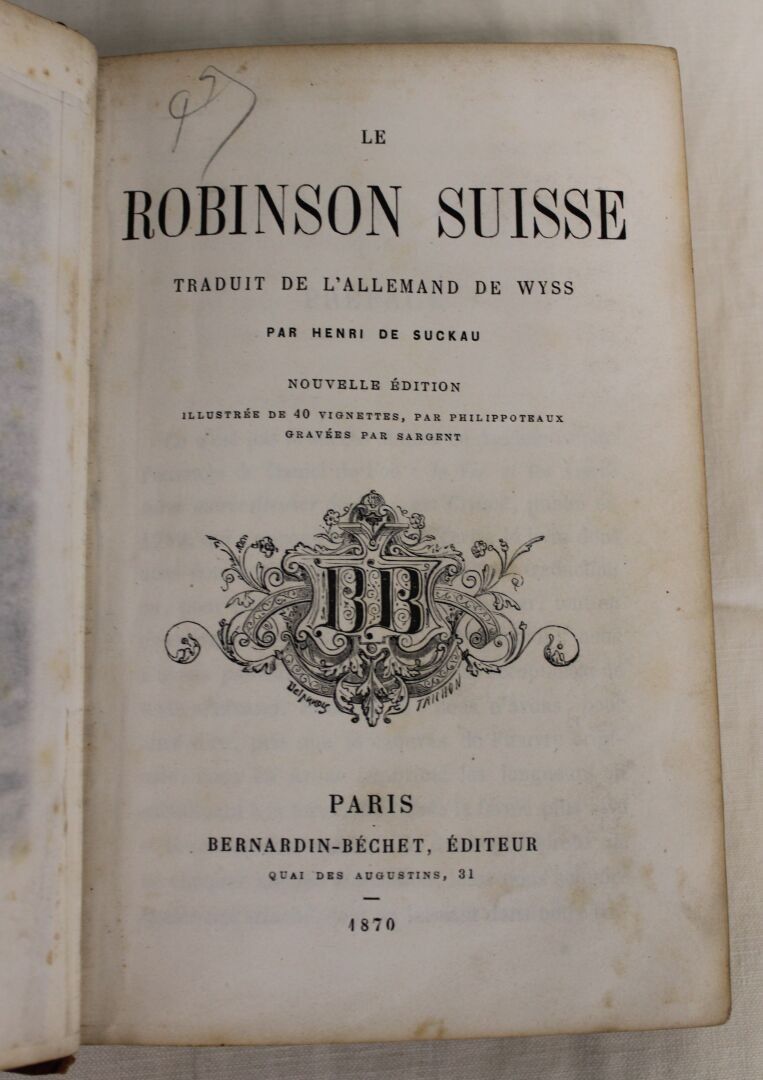 LE
ROBINSON SUISSE
TRADUIT DE L'ALLEMAND DE WYSS
PAR HENRI DE SUCKAU
NOUVELLE ÉDITION
ILLUSTRÉE DE 40 VIGNETTES, PAR PHILIPPOTEAUX
GRAVÉES PAR SARGENT
BB
TRICHON
PARIS
BERNARDIN-BÉCHET, ÉDITEUR
QUAI DES AUGUSTINS, 31
1870